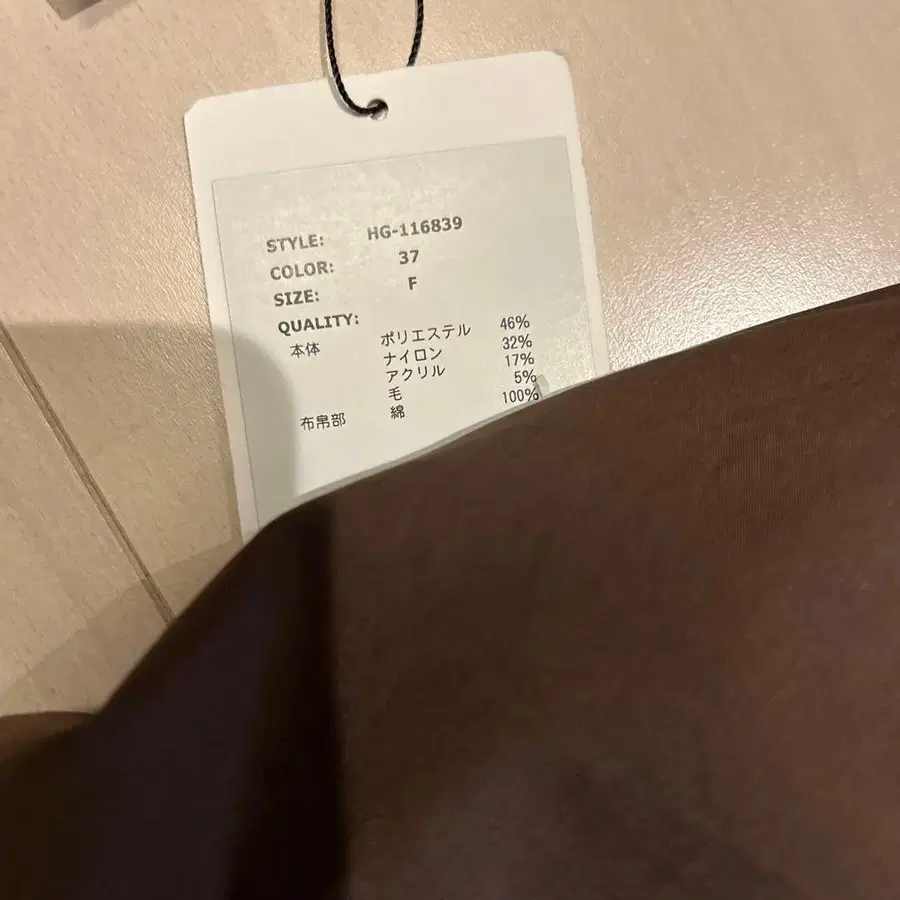 STYLE: HG-116839
COLOR: 37
SIZE: F
QUALITY:
本体 ポリエステル 46%
ナイロン 32%
アクリル 17%
毛 5%
布帛部 綿 100%